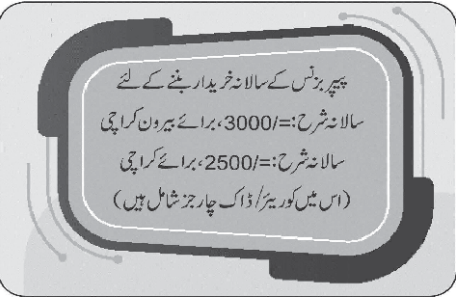 پیپر بزنس کے سالانہ خریدار بننے کے لئے
سالانہ شرح:=/3000، برائے بیرون کراچی
سالانہ شرح:=/2500، برائے کراچی
(اس میں کوریئر/ڈاک چارجز شامل ہیں)